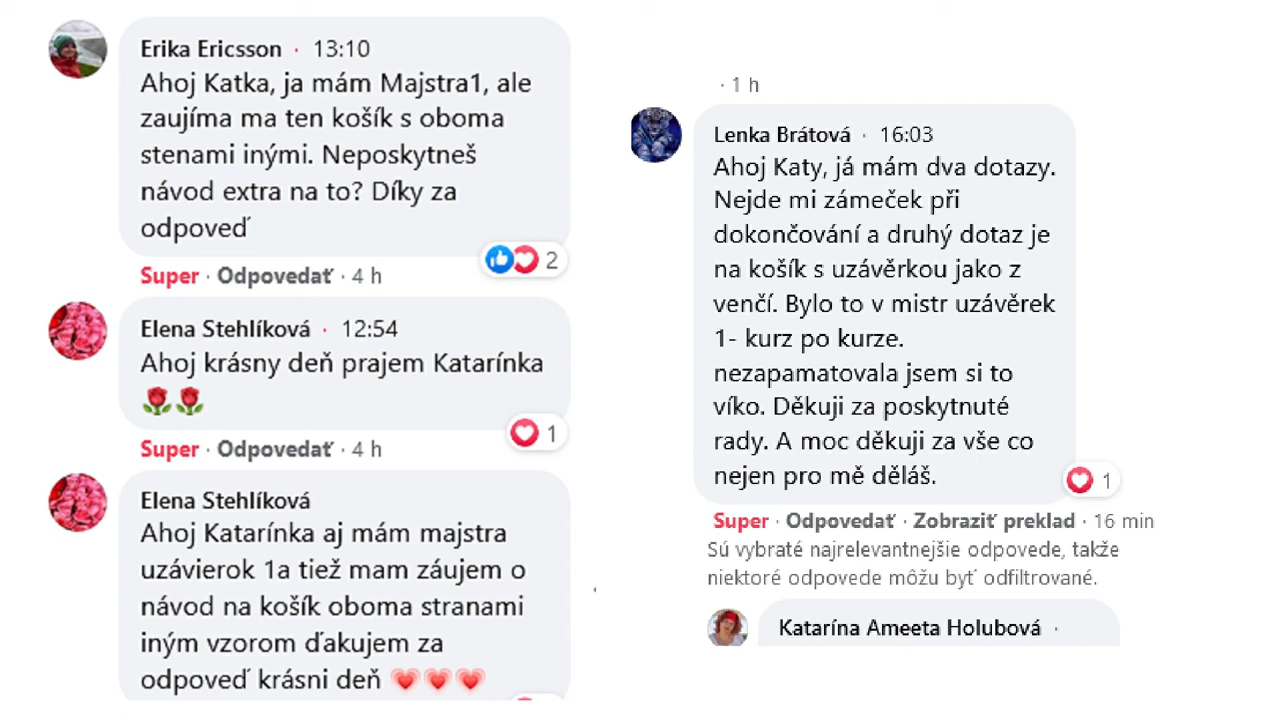 Erika Ericsson · 13:10
Ahoj Katka, ja mám Majstra1, ale
zaujíma ma ten košík s oboma
stenami inými. Neposkytneš
návod extra na to? Díky za
odpoveď
2
Super · Odpovedať · 4 h
Elena Stehlíková · 12:54
Ahoj krásny deň prajem Katarínka
🌹🌹
1
Super · Odpovedať · 4 h
Elena Stehlíková
Ahoj Katarínka aj mám majstra
uzávierok 1a tiež mam záujem o
návod na košík oboma stranami
iným vzorom ďakujem za
odpoveď krásni deň 💗💗💗
· 1 h
Lenka Brátová · 16:03
Ahoj Katy, já mám dva dotazy.
Nejde mi zámeček při
dokončování a druhý dotaz je
na košík s uzávěrkou jako z
venčí. Bylo to v mistr uzávěrek
1- kurz po kurze.
nezapamatovala jsem si to
víko. Děkuji za poskytnuté
rady. A moc děkuji za vše co
nejen pro mě děláš.
1
Super · Odpovedať · Zobraziť preklad · 16 min
Sú vybraté najrelevantnejšie odpovede, takže
niektoré odpovede môžu byť odfiltrované.
Katarína Ameeta Holubová ·